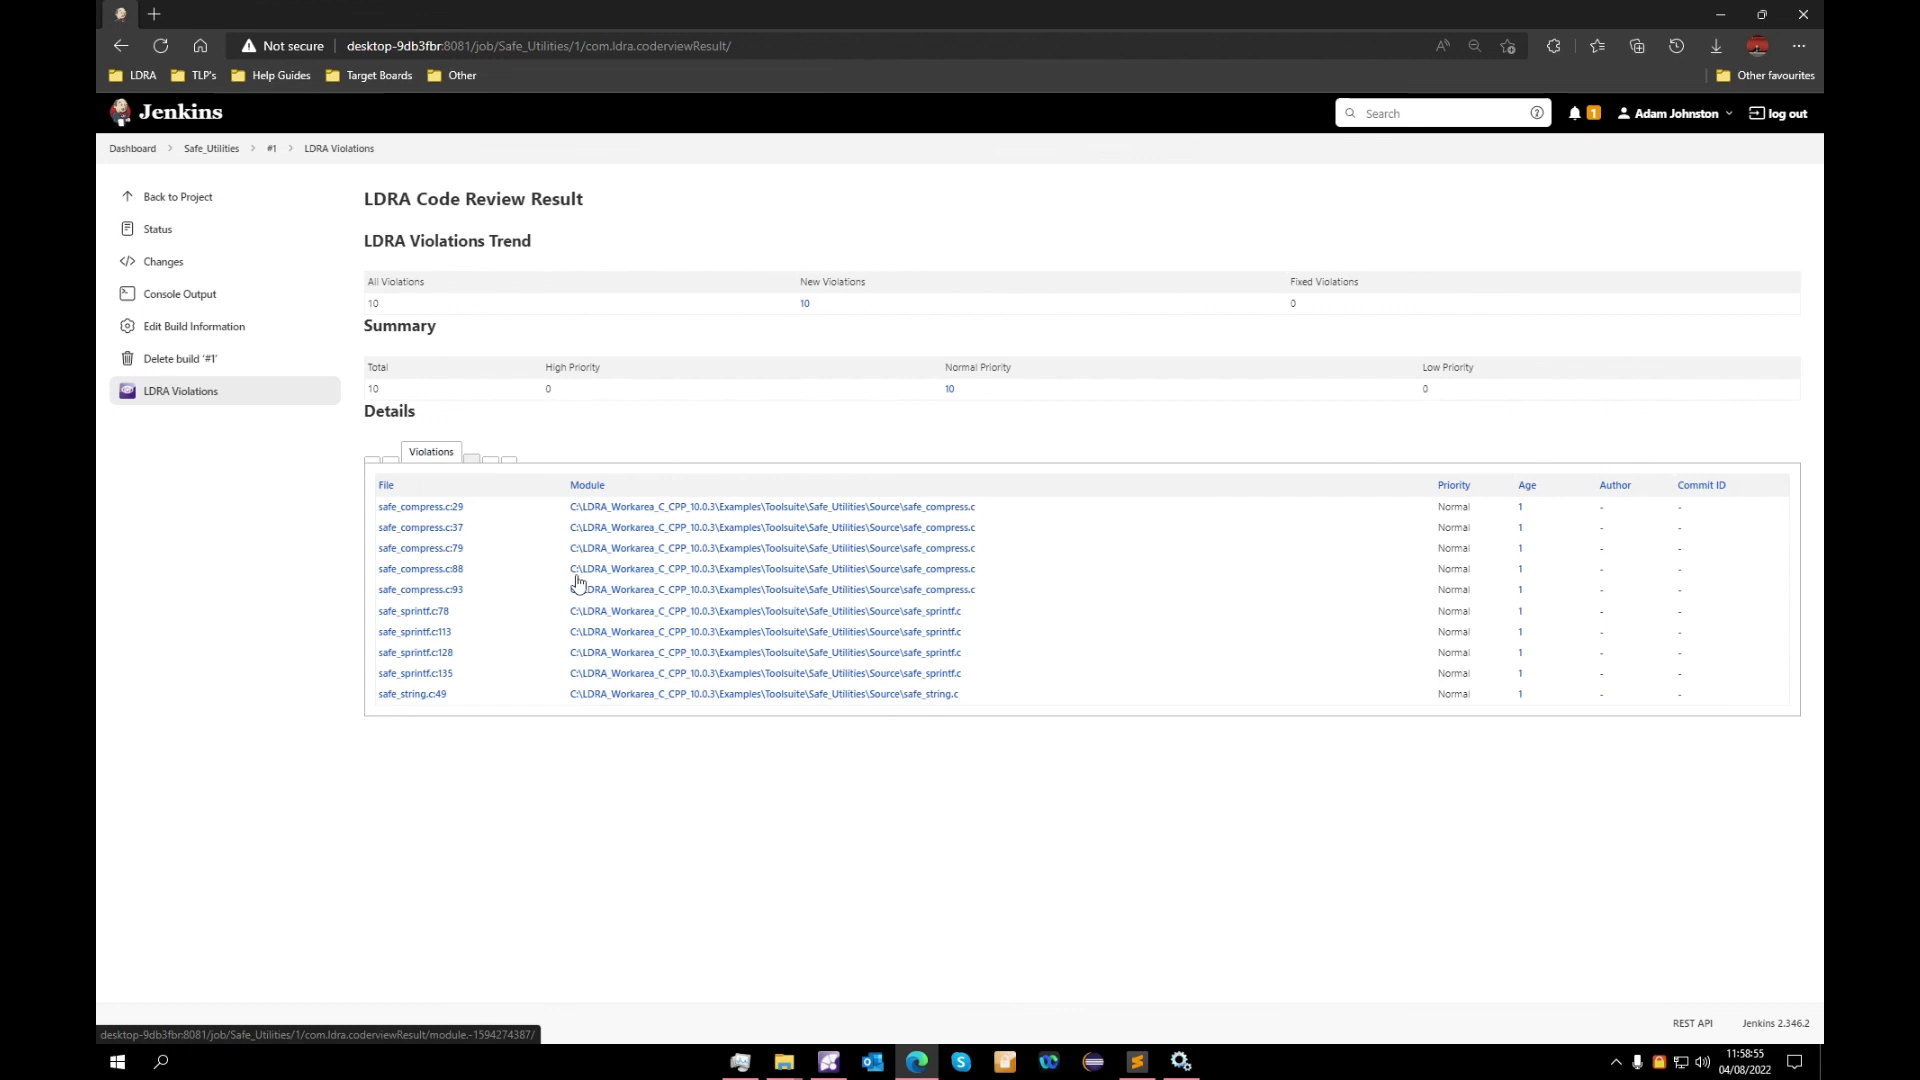 Not secure desktop-9db3fbr:8081/job/Safe_Utilities/1/com.ldra.coderviewResult/
LDRA TLP's Help Guides Target Boards Other Other favourites
Jenkins Search 1 Adam Johnston log out
Dashboard Safe_Utilities #1 LDRA Violations
Back to Project
Status
Changes
Console Output
Edit Build Information
Delete build '#1'
LDRA Violations
LDRA Code Review Result
LDRA Violations Trend
All Violations New Violations Fixed Violations
10 10 0
Summary
Total High Priority Normal Priority Low Priority
10 0 10 0
Details
Violations
File Module Priority Age Author Commit ID
safe_compress.c:29 C:\LDRA_Workarea_C_CPP_10.0.3\Examples\Toolsuite\Safe_Utilities\Source\safe_compress.c Normal 1 - -
safe_compress.c:37 C:\LDRA_Workarea_C_CPP_10.0.3\Examples\Toolsuite\Safe_Utilities\Source\safe_compress.c Normal 1 - -
safe_compress.c:79 C:\LDRA_Workarea_C_CPP_10.0.3\Examples\Toolsuite\Safe_Utilities\Source\safe_compress.c Normal 1 - -
safe_compress.c:88 C:\LDRA_Workarea_C_CPP_10.0.3\Examples\Toolsuite\Safe_Utilities\Source\safe_compress.c Normal 1 - -
safe_compress.c:93 C:\LDRA_Workarea_C_CPP_10.0.3\Examples\Toolsuite\Safe_Utilities\Source\safe_compress.c Normal 1 - -
safe_sprintf.c:78 C:\LDRA_Workarea_C_CPP_10.0.3\Examples\Toolsuite\Safe_Utilities\Source\safe_sprintf.c Normal 1 - -
safe_sprintf.c:113 C:\LDRA_Workarea_C_CPP_10.0.3\Examples\Toolsuite\Safe_Utilities\Source\safe_sprintf.c Normal 1 - -
safe_sprintf.c:128 C:\LDRA_Workarea_C_CPP_10.0.3\Examples\Toolsuite\Safe_Utilities\Source\safe_sprintf.c Normal 1 - -
safe_sprintf.c:135 C:\LDRA_Workarea_C_CPP_10.0.3\Examples\Toolsuite\Safe_Utilities\Source\safe_sprintf.c Normal 1 - -
safe_string.c:49 C:\LDRA_Workarea_C_CPP_10.0.3\Examples\Toolsuite\Safe_Utilities\Source\safe_string.c Normal 1 - -
REST API Jenkins 2.346.2
desktop-9db3fbr:8081/job/Safe_Utilities/1/com.ldra.coderviewResult/module.-1594274387/
11:58:55
04/08/2022